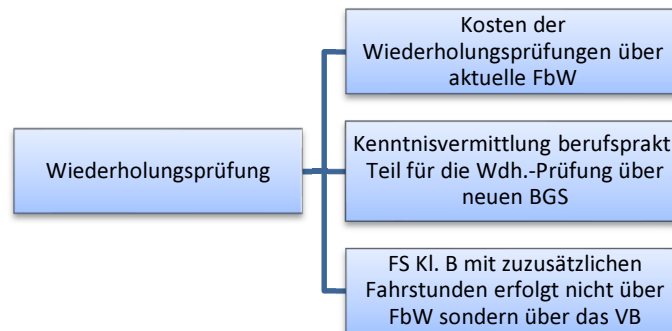 Wiederholungsprüfung
Kosten der
Wiederholungsprüfungen über
aktuelle FbW
Kenntnisvermittlung berufsprakt.
Teil für die Wdh.-Prüfung über
neuen BGS
FS Kl. B mit zuzusätzlichen
Fahrstunden erfolgt nicht über
FbW sondern über das VB